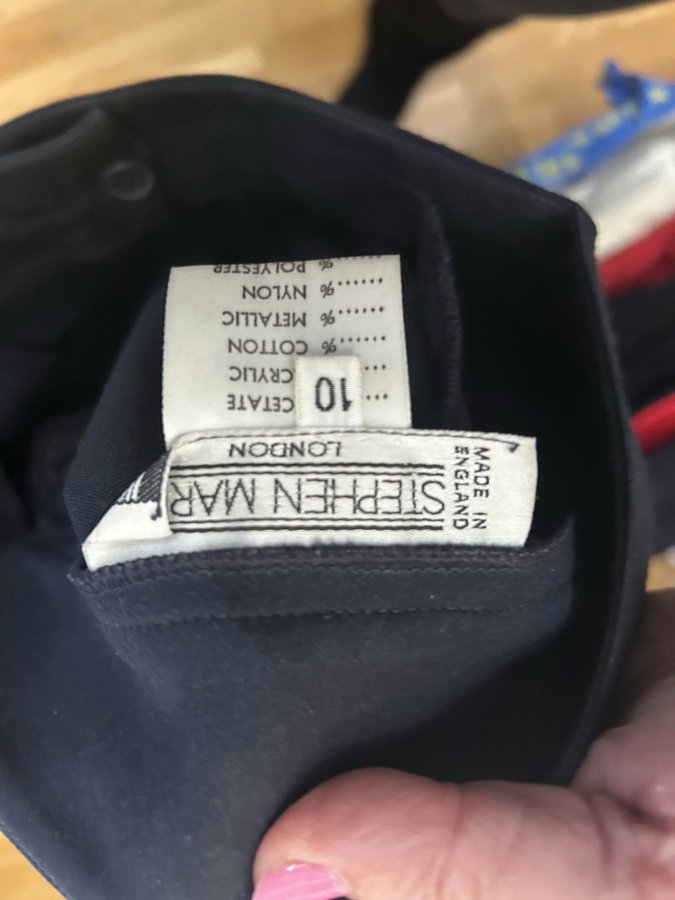 MADE IN
ENGLAND
STEPHEN MAR
LONDON
10
...CETATE
...CRYLIC
......% COTTON
......% METALLIC
......% NYLON
......% POLYESTER